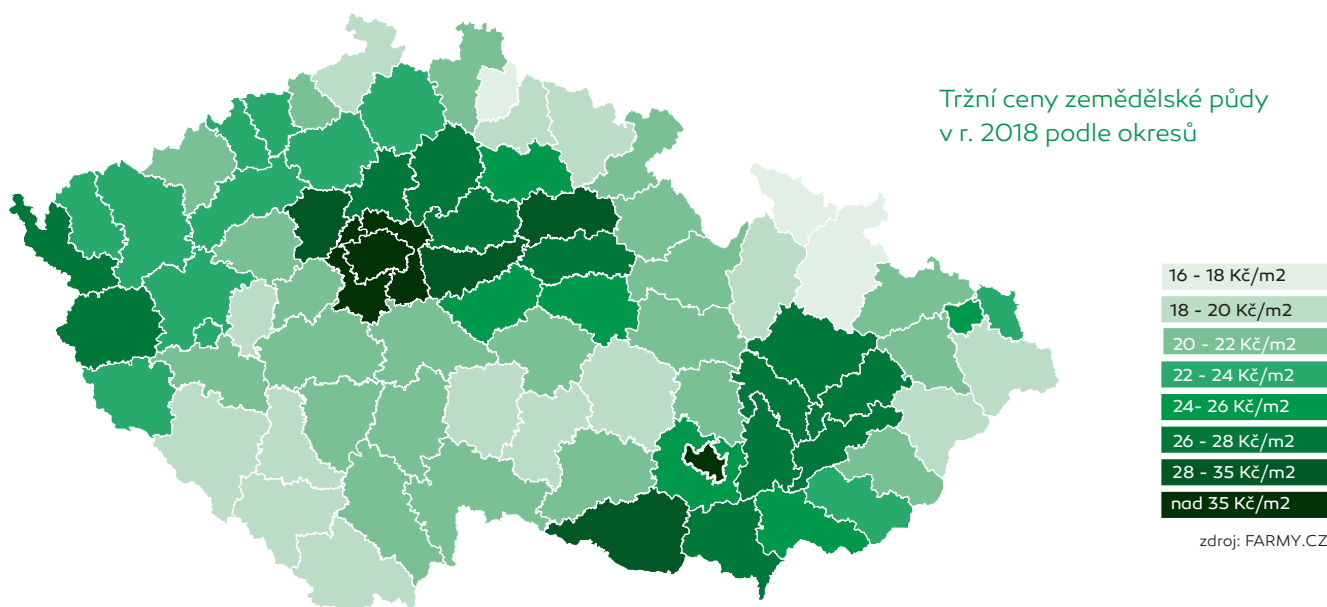 Tržní ceny zemědělské půdy
v r. 2018 podle okresů
16 - 18 Kč/m2
18 - 20 Kč/m2
20 - 22 Kč/m2
22 - 24 Kč/m2
24- 26 Kč/m2
26 - 28 Kč/m2
28 - 35 Kč/m2
nad 35 Kč/m2
zdroj: FARMY.CZ